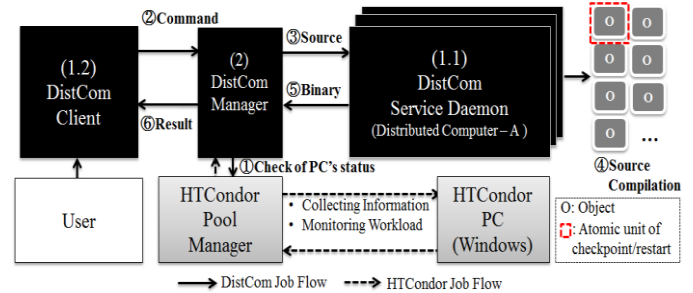 ②Command
③Source
(1.2)
DistCom
Client
(2)
DistCom
Manager
(1.1)
DistCom
Service Daemon
(Distributed Computer–A )
⑤Binary
⑥Result
O O
O O
O O
O ...
④Source
Compilation
①Check of PC's status
User
HTCondor
Pool
Manager
• Collecting Information
• Monitoring Workload
HTCondor
PC
(Windows)
O: Object
: Atomic unit of
checkpoint/restart
DistCom Job Flow
HTCondor Job Flow